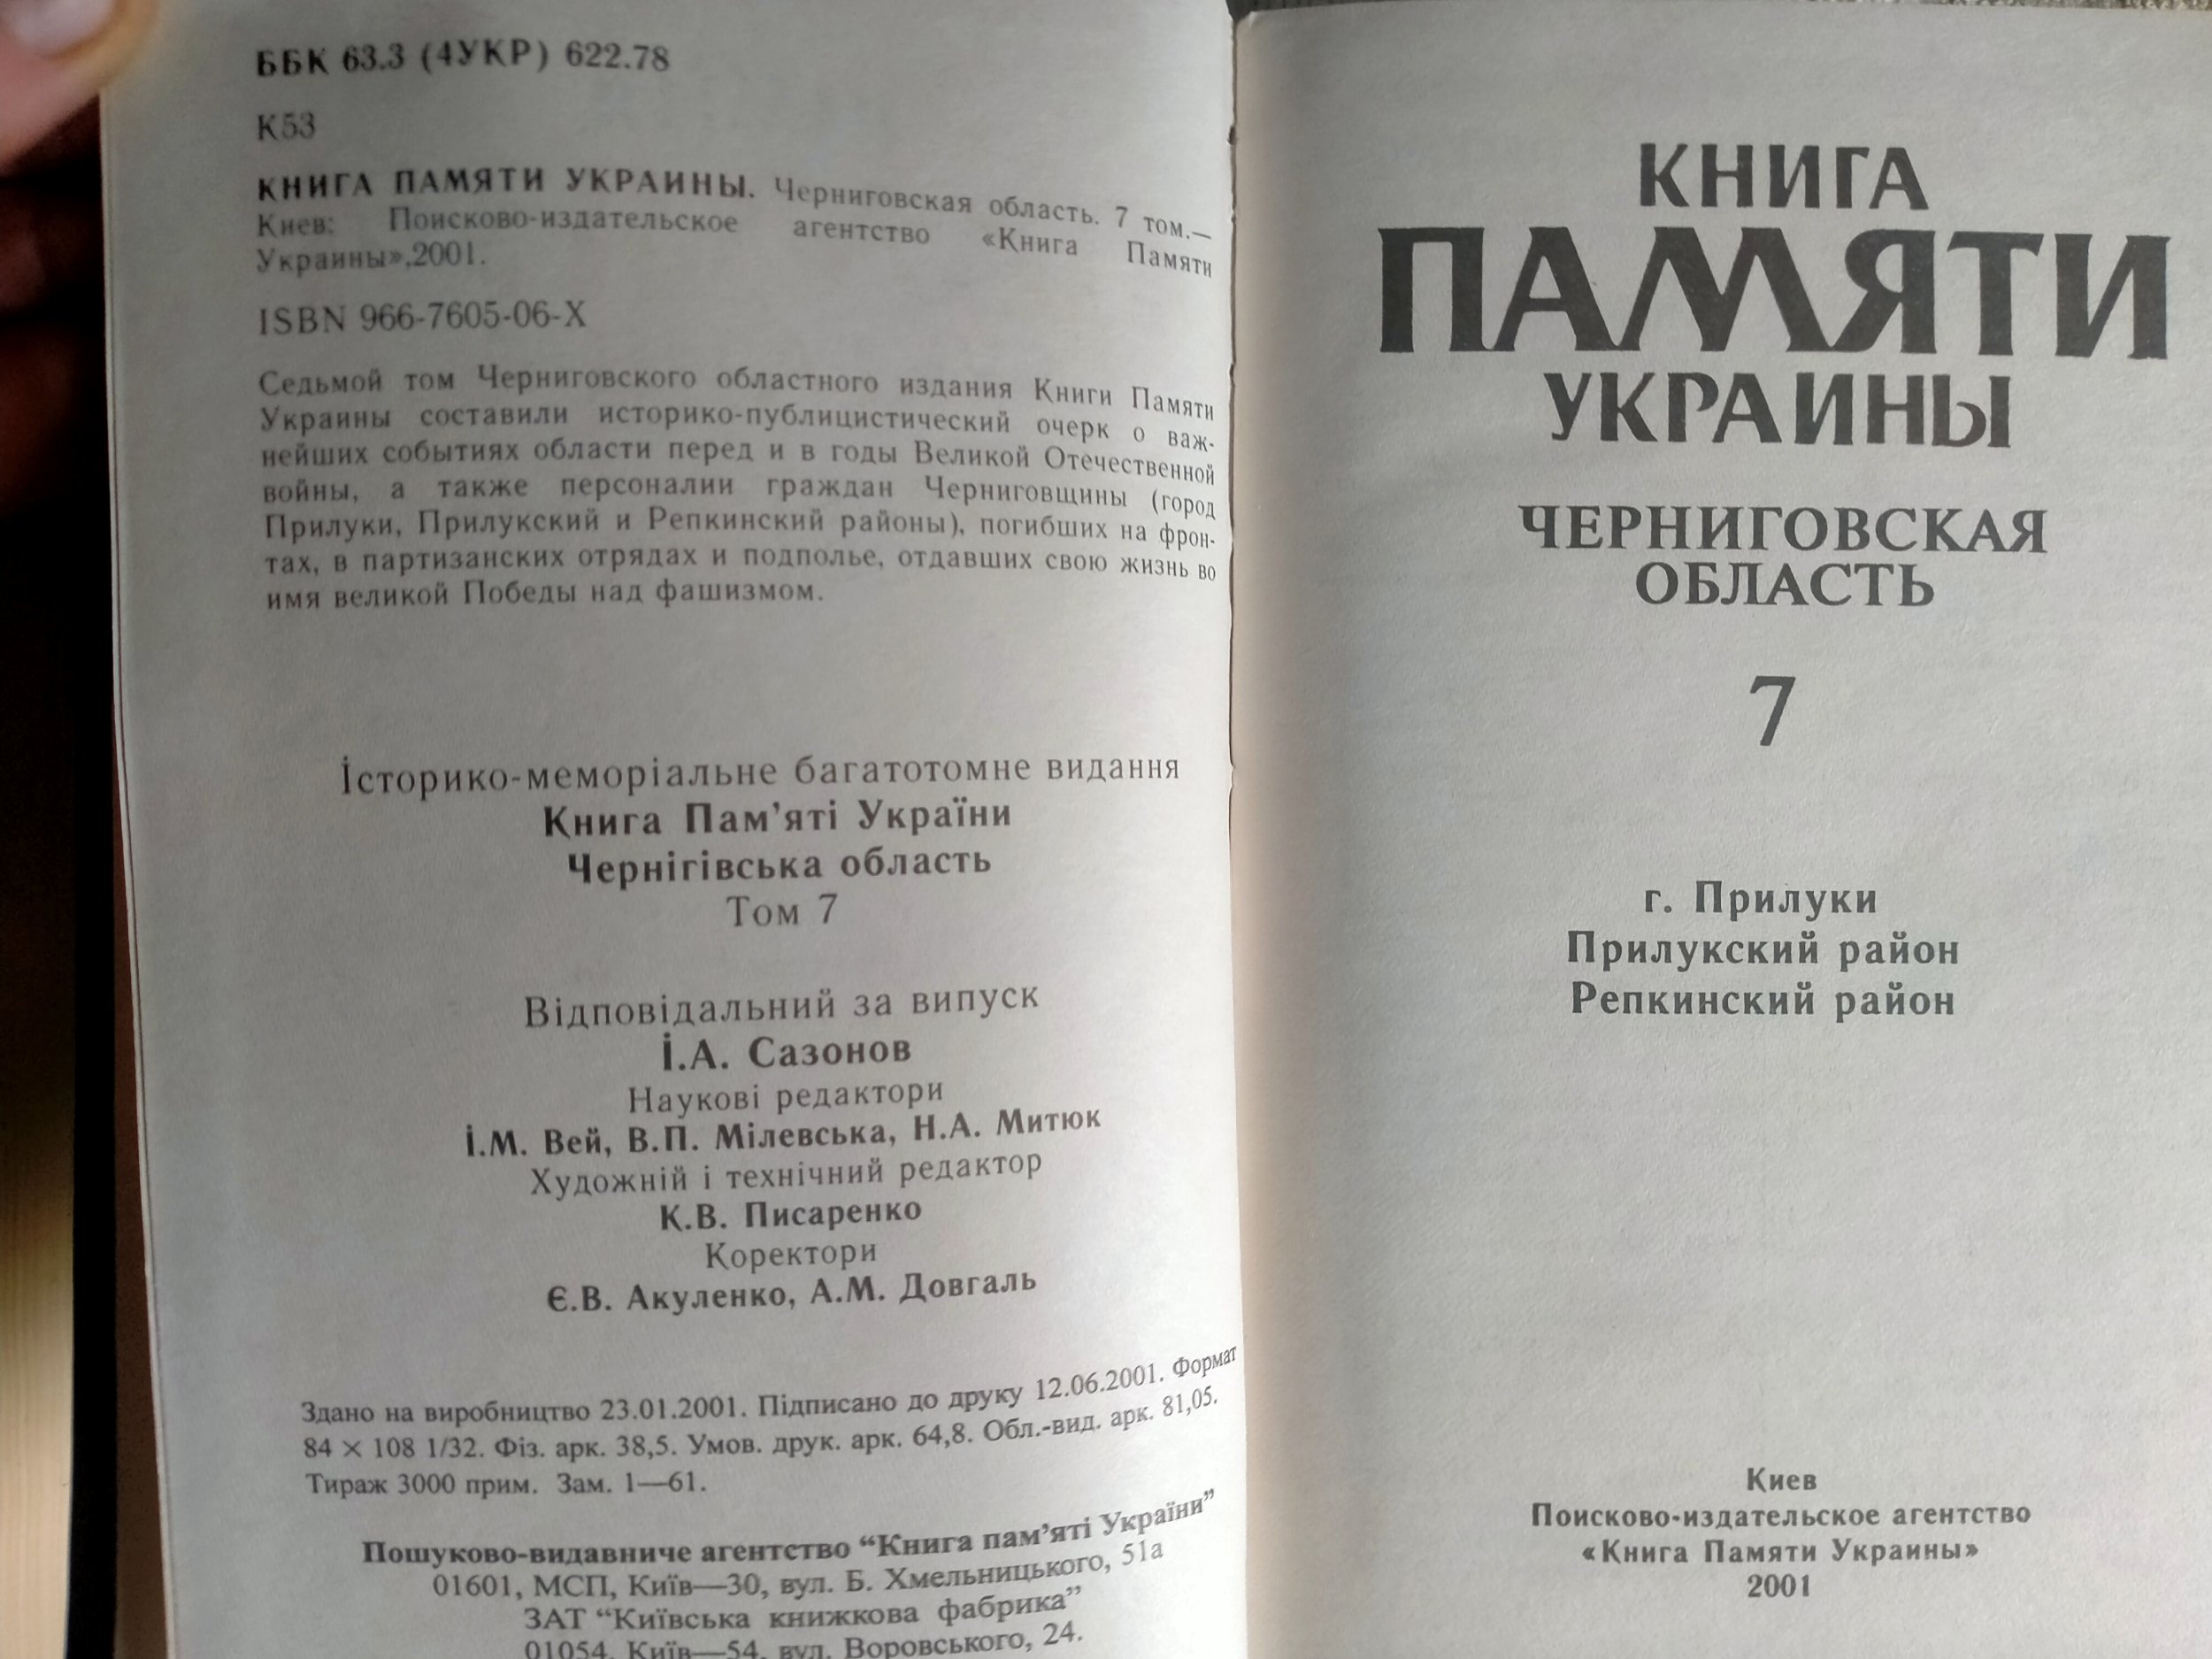 ББК 63.3 (4УКР) 622.78
К53
КНИГА ПАМЯТИ УКРАИНЫ. Черниговская область. 7 том.—
Киев: Поисково-издательское агентство «Книга Памяти
Украины»,2001.
ISBN 966-7605-06-X
Седьмой том Черниговского областного издания Книги Памяти
Украины составили историко-публицистический очерк о важ-
нейших событиях области перед и в годы Великой Отечественной
войны, а также персоналии граждан Черниговщины (город
Прилуки, Прилукский и Репкинский районы), погибших на фрон-
тах, в партизанских отрядах и подполье, отдавших свою жизнь во
имя великой Победы над фашизмом.
Історико-меморіальне багатотомне видання
Книга Пам’яті України
Чернігівська область
Том 7
Відповідальний за випуск
І.А. Сазонов
Наукові редактори
І.М. Вей, В.П. Мілевська, Н.А. Митюк
Художній і технічний редактор
К.В. Писаренко
Коректори
Є.В. Акуленко, А.М. Довгаль
Здано на виробництво 23.01.2001. Підписано до друку 12.06.2001. Формат
84 × 108 1/32. Фіз. арк. 38,5. Умов. друк. арк. 64,8. Обл.-вид. арк. 81,05.
Тираж 3000 прим. Зам. 1—61.
Пошуково-видавниче агентство “Книга пам’яті України”
01601, МСП, Київ—30, вул. Б. Хмельницького, 51а
ЗАТ “Київська книжкова фабрика”
01054, Київ—54, вул. Воровського, 24.
КНИГА
ПАМЯТИ
УКРАИНЫ
ЧЕРНИГОВСКАЯ
ОБЛАСТЬ
7
г. Прилуки
Прилукский район
Репкинский район
Киев
Поисково-издательское агентство
«Книга Памяти Украины»
2001